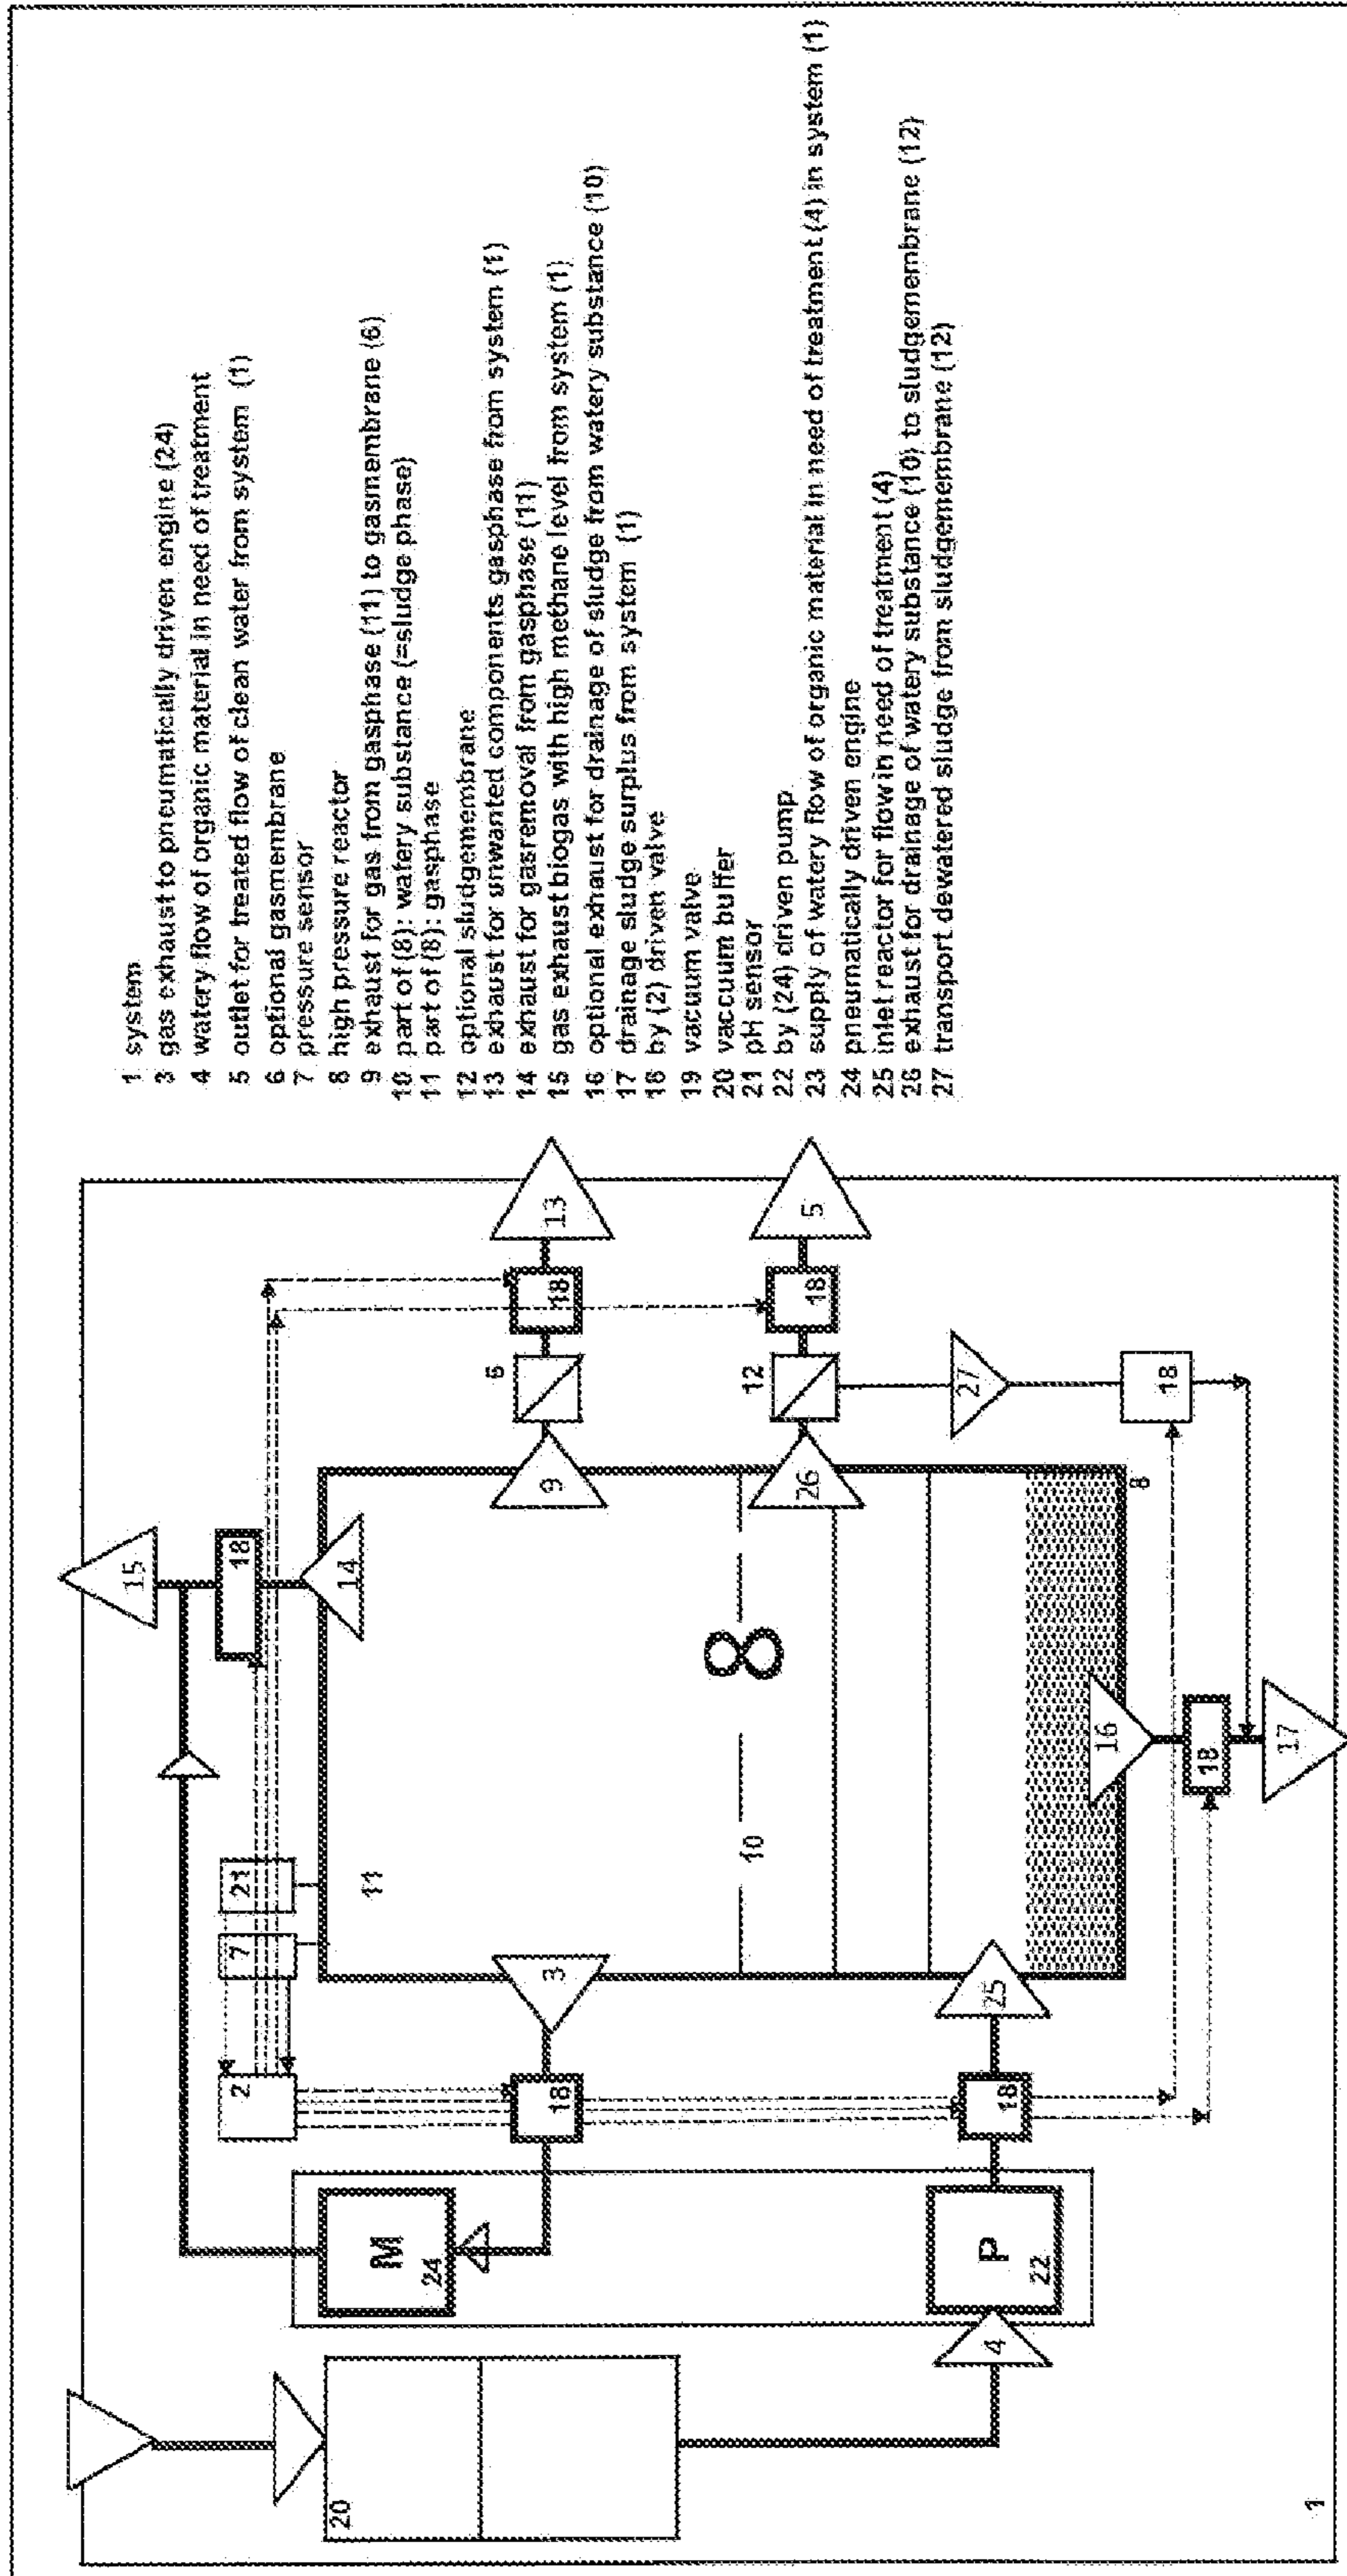 15
2
7
21
18
20
14
11
M
24
6
18
3
9
18
13
10
8
12
26
18
5
4
P
22
18
25
27
16
8
18
18
17
1
1 system
3 gas exhaust to pneumatically driven engine (24)
4 watery flow of organic material in need of treatment
5 outlet for treated flow of clean water from system (1)
6 optional gasmembrane
7 pressure sensor
8 high pressure reactor
9 exhaust for gas from gasphase (11) to gasmembrane (6)
10 part of (8): watery substance (=sludge phase)
11 part of (8): gasphase
12 optional sludgemembrane
13 exhaust for unwanted components gasphase from system (1)
14 exhaust for gasremoval from gasphase (11)
15 gas exhaust biogas with high methane level from system (1)
16 optional exhaust for drainage of sludge from watery substance (10)
17 drainage sludge surplus from system (1)
18 by (2) driven valve
19 vacuum valve
20 vaccuum buffer
21 pH sensor
22 by (24) driven pump
23 supply of watery flow of organic material in need of treatment (4) in system (1)
24 pneumatically driven engine
25 inlet reactor for flow in need of treatment (4)
26 exhaust for drainage of watery substance (10) to sludgemembrane (12)
27 transport dewatered sludge from sludgemembrane (12)